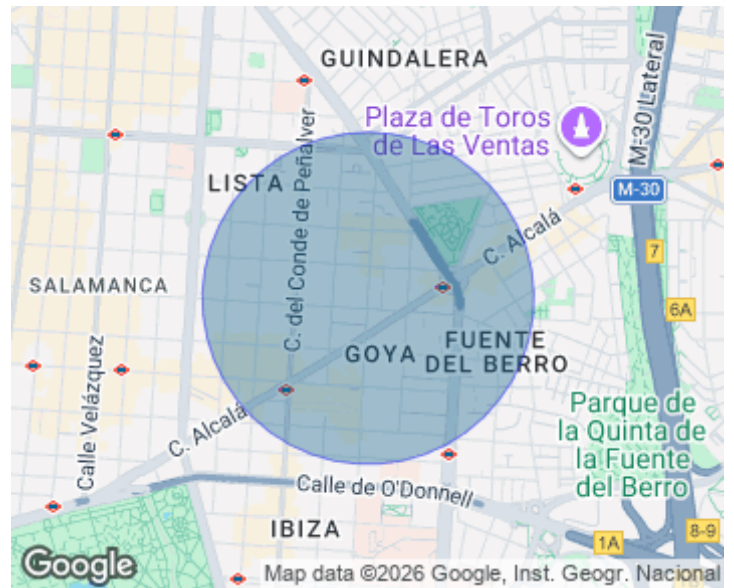 GUINDALERA
Plaza de Toros
de Las Ventas
M-30 Lateral
C. del Conde de Peñalver
LISTA
M-30
C. Alcalá
7
SALAMANCA
6A
Calle Velázquez
GOYA
FUENTE
DEL BERRO
C. Alcalá
Parque de
la Quinta de
la Fuente
del Berro
Calle de O'Donnell
IBIZA
1A
8-9
Google
Map data ©2026 Google, Inst. Geogr. Nacional